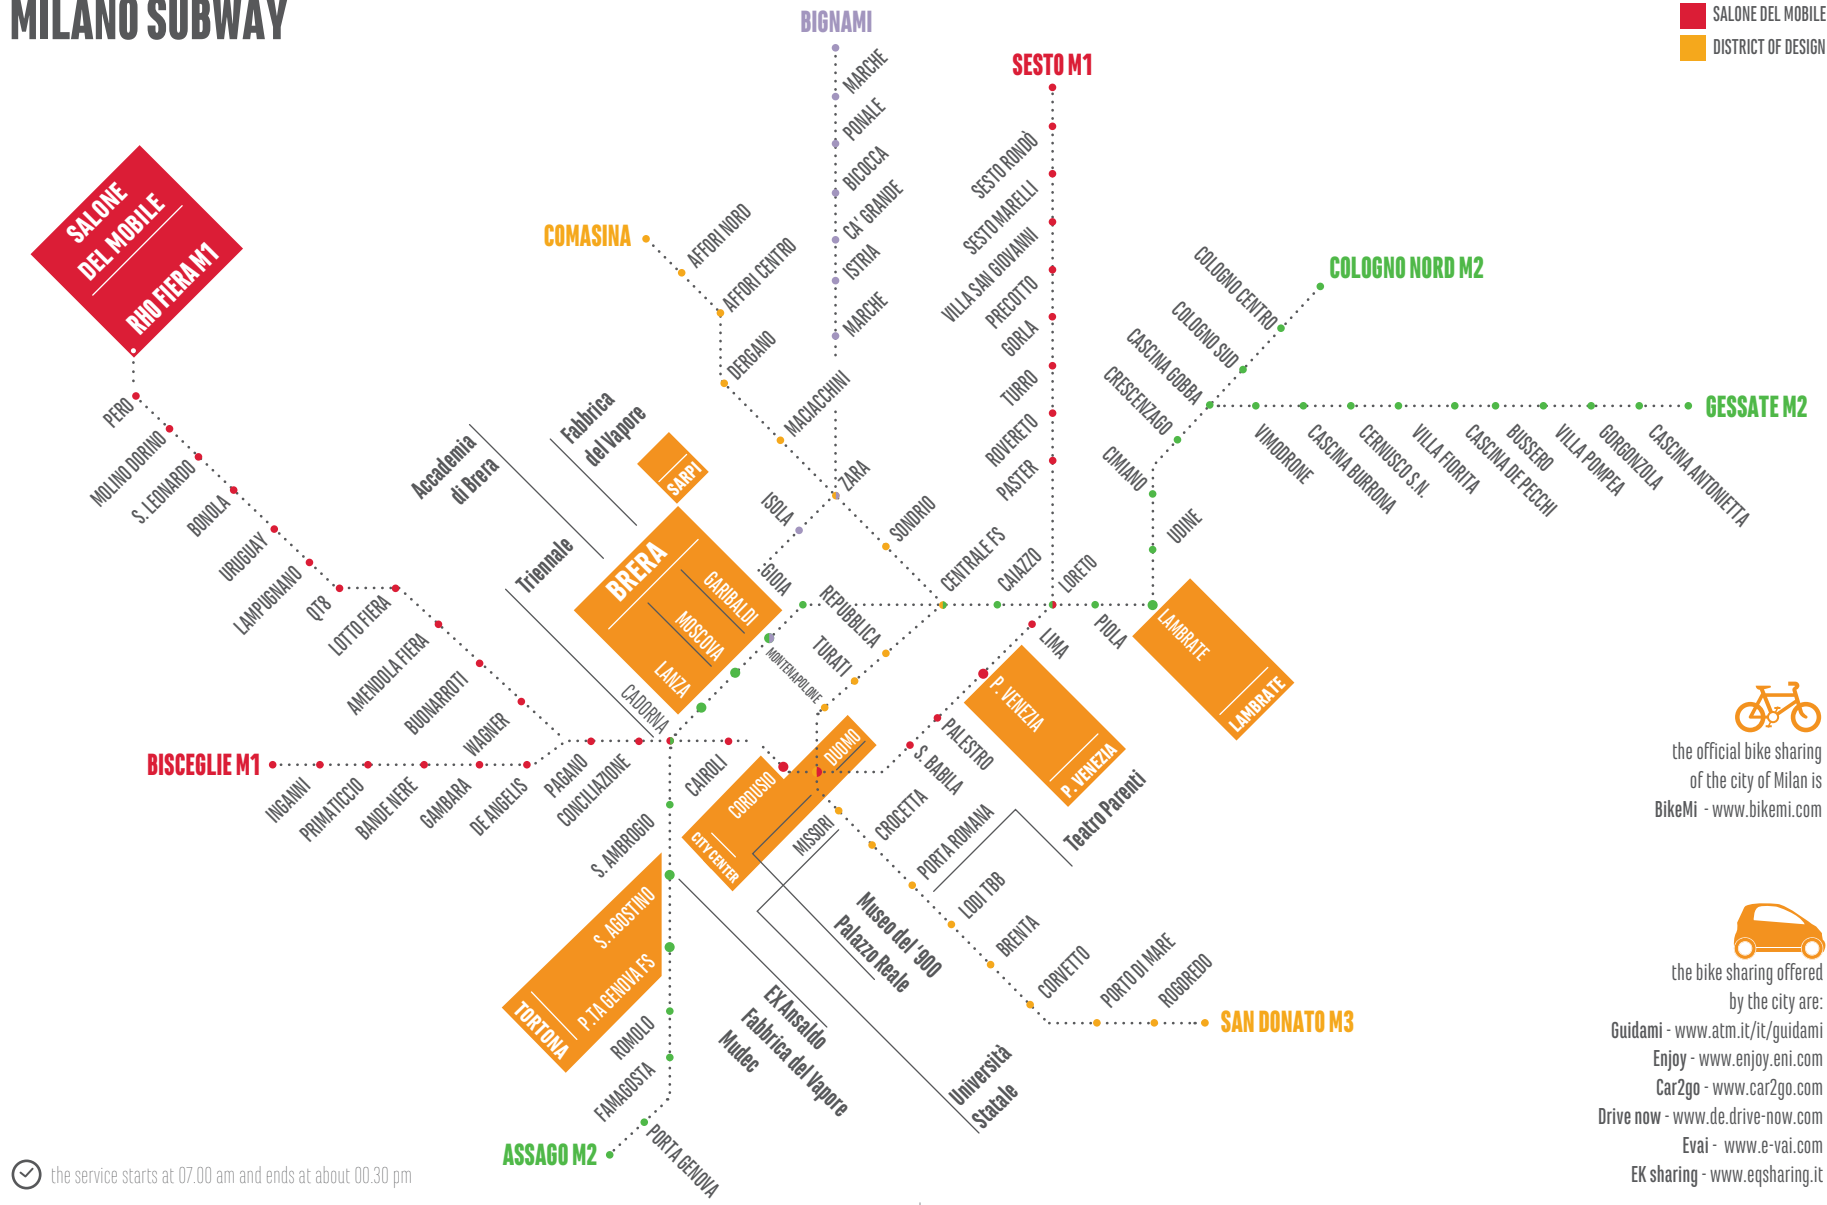 MILANO SUBWAY
SALONE DEL MOBILE
DISTRICT OF DESIGN
BIGNAMI
MARCHE
PONALE
BICOCCA
CA' GRANDE
ISTRIA
MARCHE
SESTO M1
SESTO RONDÒ
SESTO MARELLI
VILLA SAN GIOVANNI
PRECOTTO
GORLA
TURRO
ROVERETO
PASTER
SALONE
DEL MOBILE
RHO FIERA M1
PERO
MOLINO DORINO
S. LEONARDO
BONOLA
URUGUAY
LAMPUGNANO
QT8
LOTTO FIERA
AMENDOLA FIERA
BUONARROTI
WAGNER
COMASINA
AFFORI NORD
AFFORI CENTRO
DERGANO
MACIACCHINI
ZARA
ISOLA
SONDRIO
CENTRALE FS
CAIAZZO
LORETO
PIOLA
LIMA
COLOGNO NORD M2
COLOGNO CENTRO
COLOGNO SUD
CASCINA GOBBA
CRESCENZAGO
CIMIANO
UDINE
GESSATE M2
VIMODRONE
CASCINA BURRONA
CERNUSCO S.N.
VILLA FIORITA
CASCINA DE PECCHI
BUSSERO
VILLA POMPEA
GORGONZOLA
CASCINA ANTONIETTA
Accademia
di Brera
Fabbrica
del Vapore
SARPI
Triennale
BRERA
GARIBALDI
MOSCOVA
LANZA
GIOIA
REPUBBLICA
TURATI
MONTENAPOLONE
CADORNA
LAMBRATE
LAMBRATE
P. VENEZIA
P. VENEZIA
PALESTRO
S. BABILA
Teatro Parenti
BISCEGLIE M1
INGANNI
PRIMATICCIO
BANDE NERE
GAMBARA
DE ANGELIS
PAGANO
CONCILIAZIONE
CAIROLI
CORDUSIO
DUOMO
CITY CENTER
MISSORI
CROCETTA
PORTA ROMANA
LODI TBB
BRENTA
CORVETTO
PORTO DI MARE
ROGOREDO
SAN DONATO M3
S. AMBROGIO
S. AGOSTINO
P.TA GENOVA FS
TORTONA
ROMOLO
FAMAGOSTA
PORTA GENOVA
ASSAGO M2
Museo del '900
Palazzo Reale
EX Ansaldo
Fabbrica del Vapore
Mudec
Università
Statale
the official bike sharing
of the city of Milan is
BikeMi - www.bikemi.com
the bike sharing offered
by the city are:
Guidami - www.atm.it/it/guidami
Enjoy - www.enjoy.eni.com
Car2go - www.car2go.com
Drive now - www.de.drive-now.com
Evai - www.e-vai.com
EK sharing - www.eqsharing.it
the service starts at 07.00 am and ends at about 00.30 pm